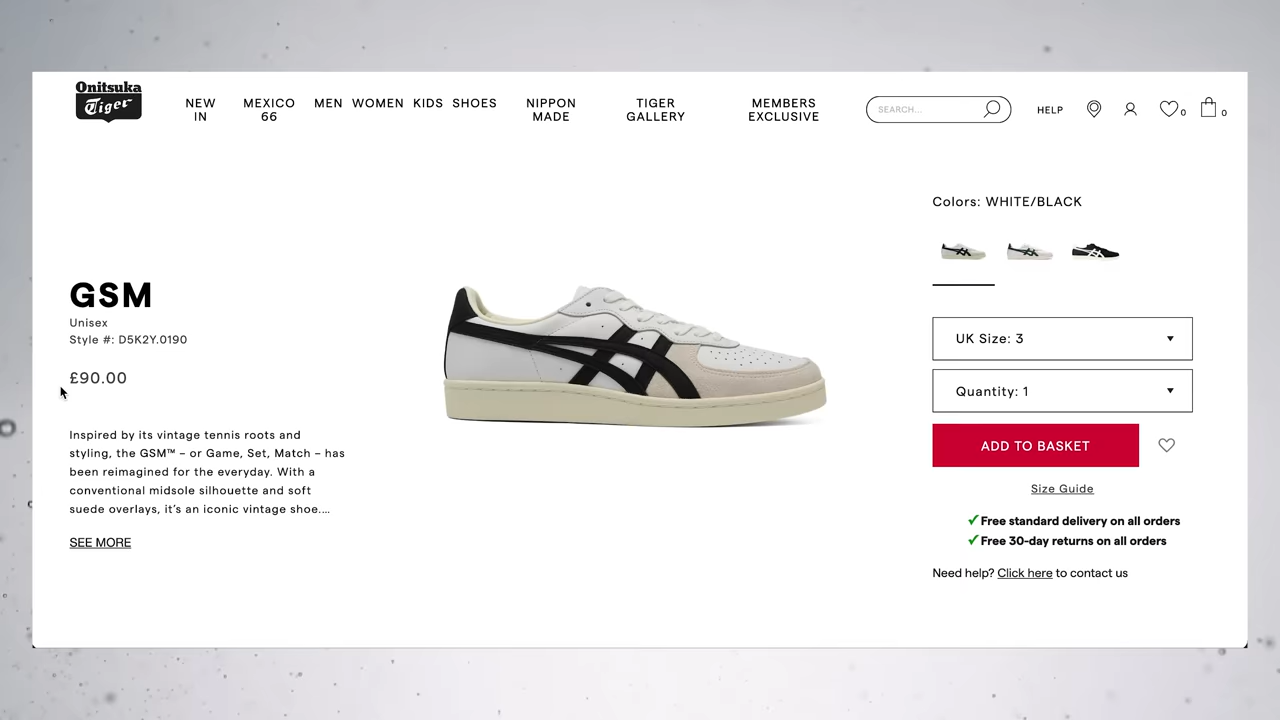 Onitsuka
Tiger
NEW
IN
MEXICO
66
MEN
WOMEN
KIDS
SHOES
NIPPON
MADE
TIGER
GALLERY
MEMBERS
EXCLUSIVE
SEARCH...
HELP
0
0
Colors: WHITE/BLACK
GSM
Unisex
Style #: D5K2Y.0190
£90.00
Inspired by its vintage tennis roots and
styling, the GSM™ – or Game, Set, Match – has
been reimagined for the everyday. With a
conventional midsole silhouette and soft
suede overlays, it's an iconic vintage shoe....
SEE MORE
UK Size: 3
Quantity: 1
ADD TO BASKET
Size Guide
✓Free standard delivery on all orders
✓Free 30-day returns on all orders
Need help? Click here to contact us